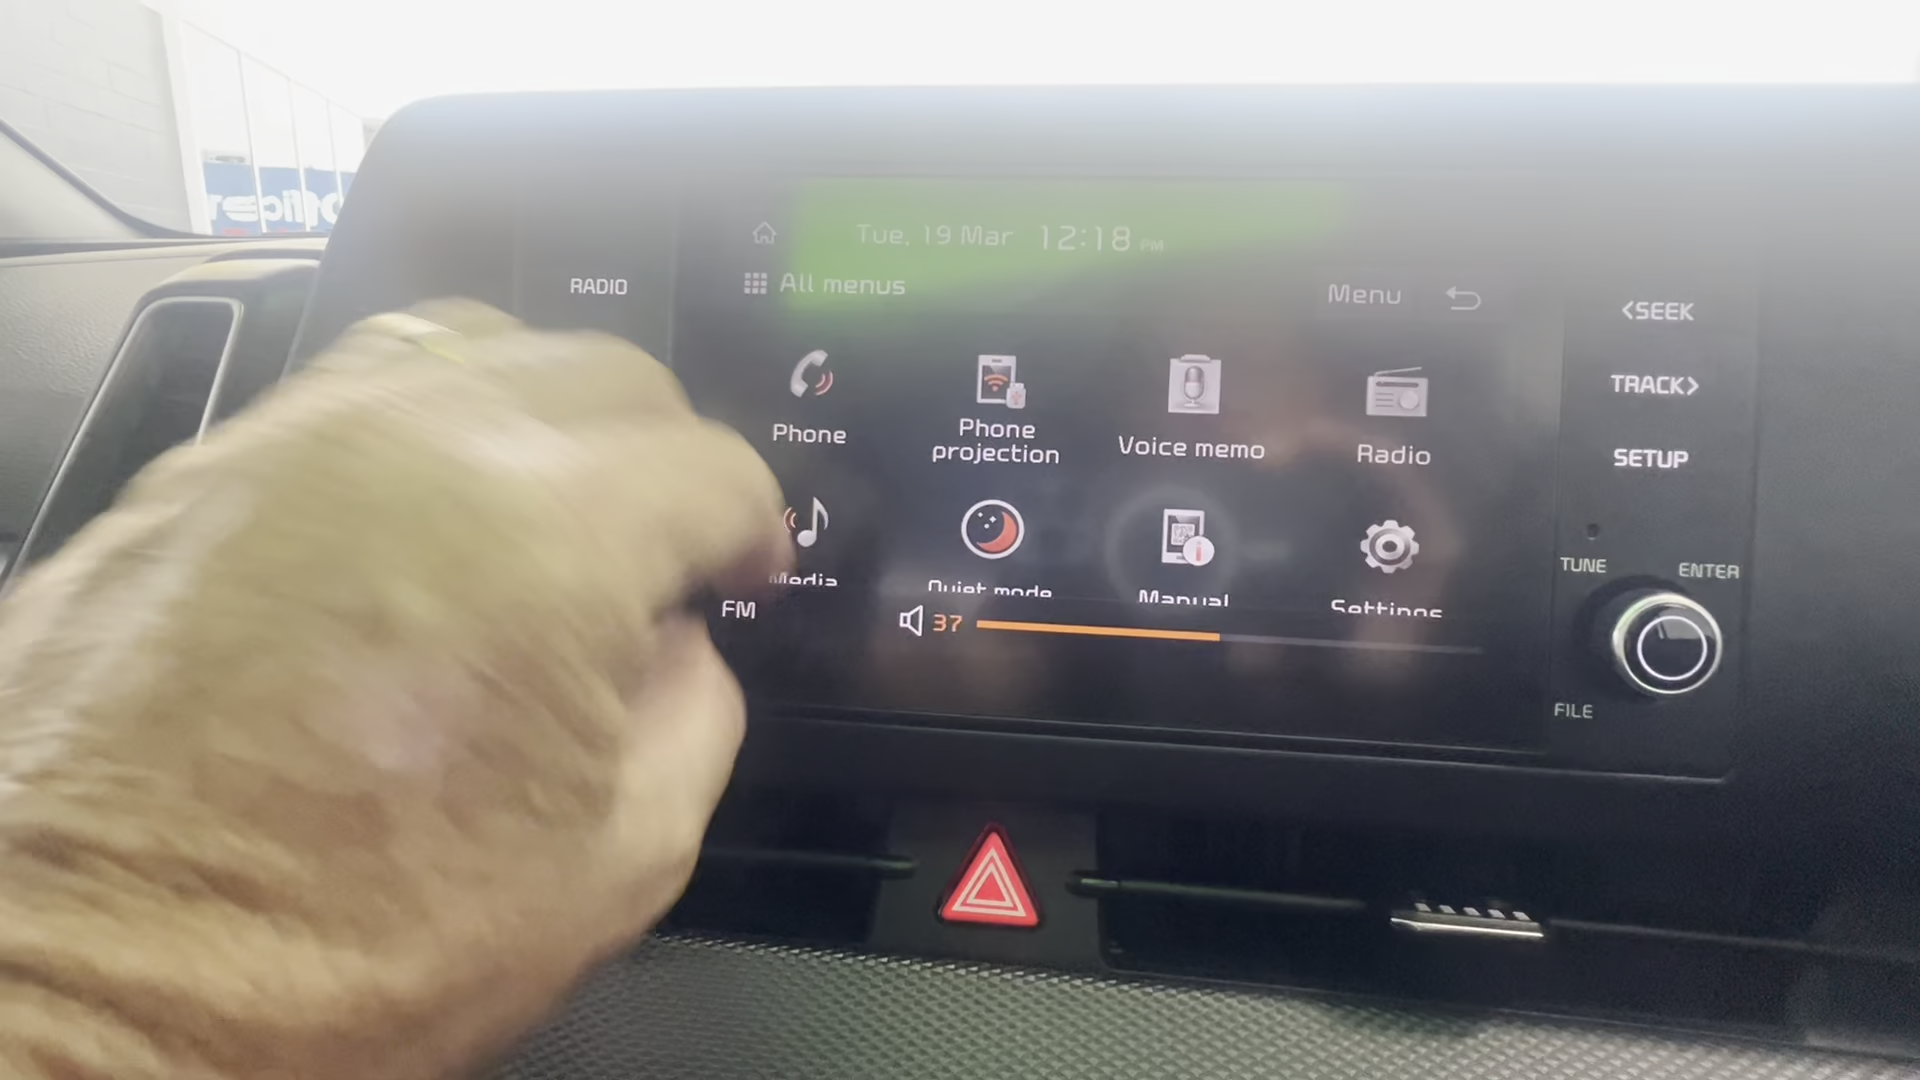 RADIO
Tue, 19 Mar 12:18 PM
All menus
Menu
Phone
Phone projection
Voice memo
Radio
Media
Quiet mode
Manual
Settings
FM
37
<SEEK
TRACK>
SETUP
TUNE
ENTER
FILE